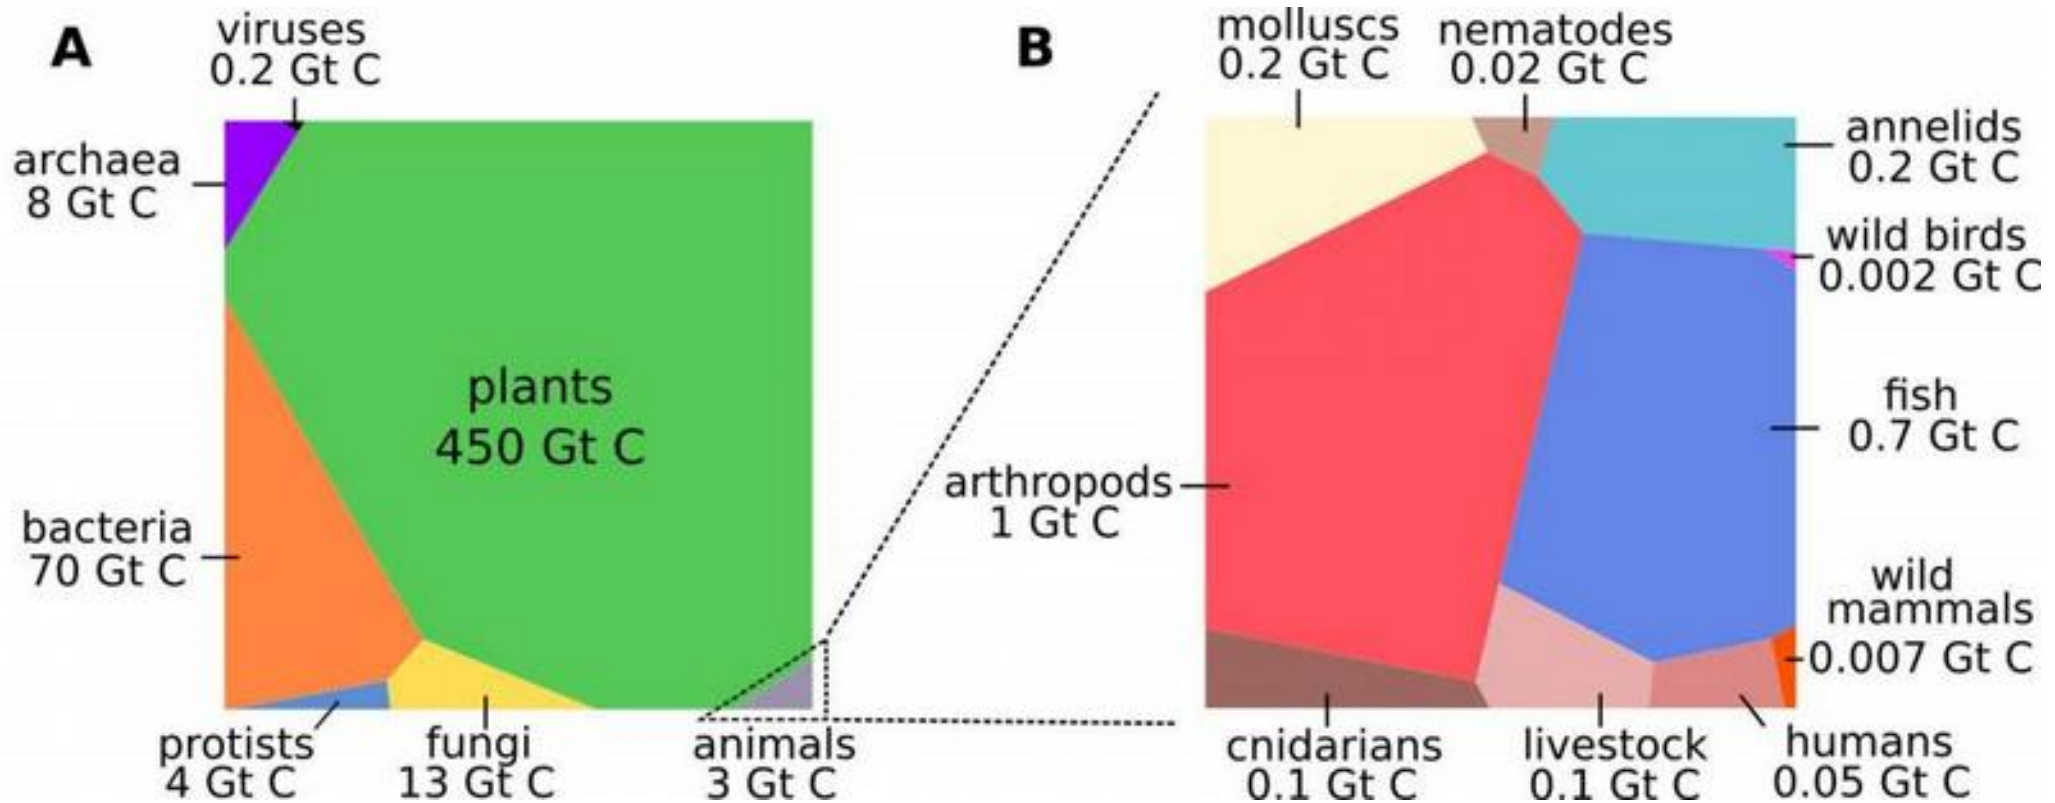 A
viruses
0.2 Gt C
archaea
8 Gt C
plants
450 Gt C
bacteria
70 Gt C
protists
4 Gt C
fungi
13 Gt C
animals
3 Gt C
B
molluscs
0.2 Gt C
nematodes
0.02 Gt C
annelids
0.2 Gt C
wild birds
0.002 Gt C
fish
0.7 Gt C
arthropods
1 Gt C
wild
mammals
0.007 Gt C
cnidarians
0.1 Gt C
livestock
0.1 Gt C
humans
0.05 Gt C